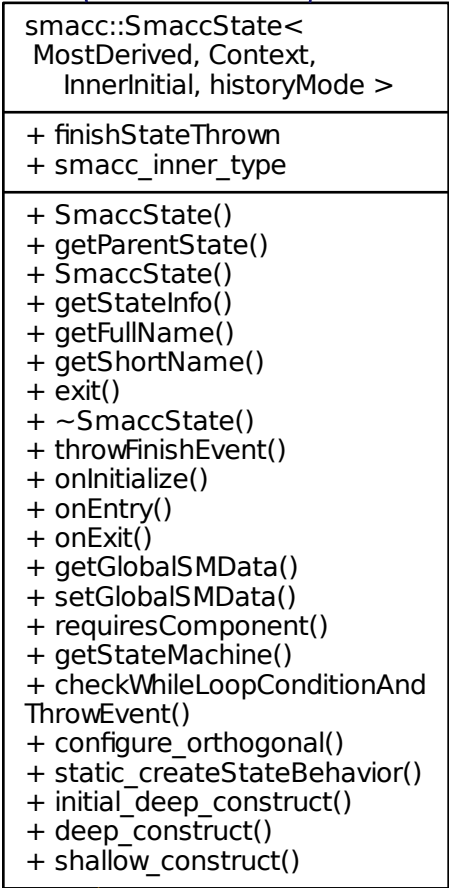 smacc::SmaccState<
MostDerived, Context,
InnerInitial, historyMode >
+ finishStateThrown
+ smacc_inner_type
+ SmaccState()
+ getParentState()
+ SmaccState()
+ getStateInfo()
+ getFullName()
+ getShortName()
+ exit()
+ ~SmaccState()
+ throwFinishEvent()
+ onInitialize()
+ onEntry()
+ onExit()
+ getGlobalSMData()
+ setGlobalSMData()
+ requiresComponent()
+ getStateMachine()
+ checkWhileLoopConditionAnd
ThrowEvent()
+ configure_orthogonal()
+ static_createStateBehavior()
+ initial_deep_construct()
+ deep_construct()
+ shallow_construct()